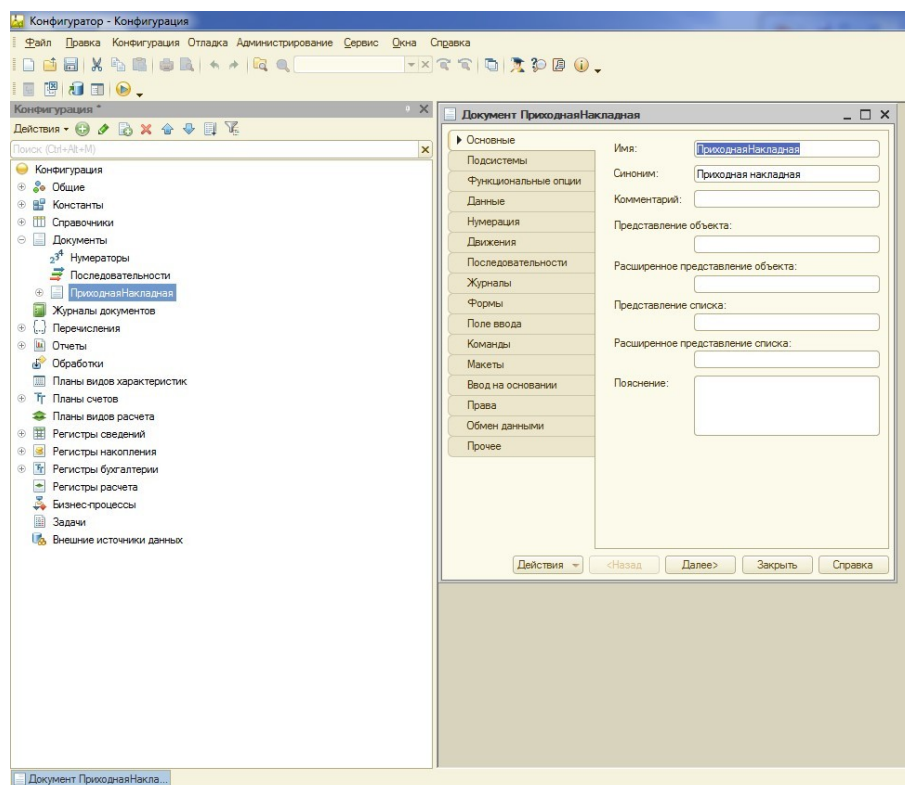 Конфигуратор - Конфигурация
Файл Правка Конфигурация Отладка Администрирование Сервис Окна Справка
Конфигурация *
Действия
Поиск (Ctrl+Alt+M)
Конфигурация
Общие
Константы
Справочники
Документы
Нумераторы
Последовательности
ПриходнаяНакладная
Журналы документов
Перечисления
Отчеты
Обработки
Планы видов характеристик
Планы счетов
Планы видов расчета
Регистры сведений
Регистры накопления
Регистры бухгалтерии
Регистры расчета
Бизнес-процессы
Задачи
Внешние источники данных
Документ ПриходнаяНакладная
Основные
Подсистемы
Функциональные опции
Данные
Нумерация
Движения
Последовательности
Журналы
Формы
Поле ввода
Команды
Макеты
Ввод на основании
Права
Обмен данными
Прочее
Имя: ПриходнаяНакладная
Синоним: Приходная накладная
Комментарий:
Представление объекта:
Расширенное представление объекта:
Представление списка:
Расширенное представление списка:
Пояснение:
Действия <Назад Далее> Закрыть Справка
Документ ПриходнаяНакла...